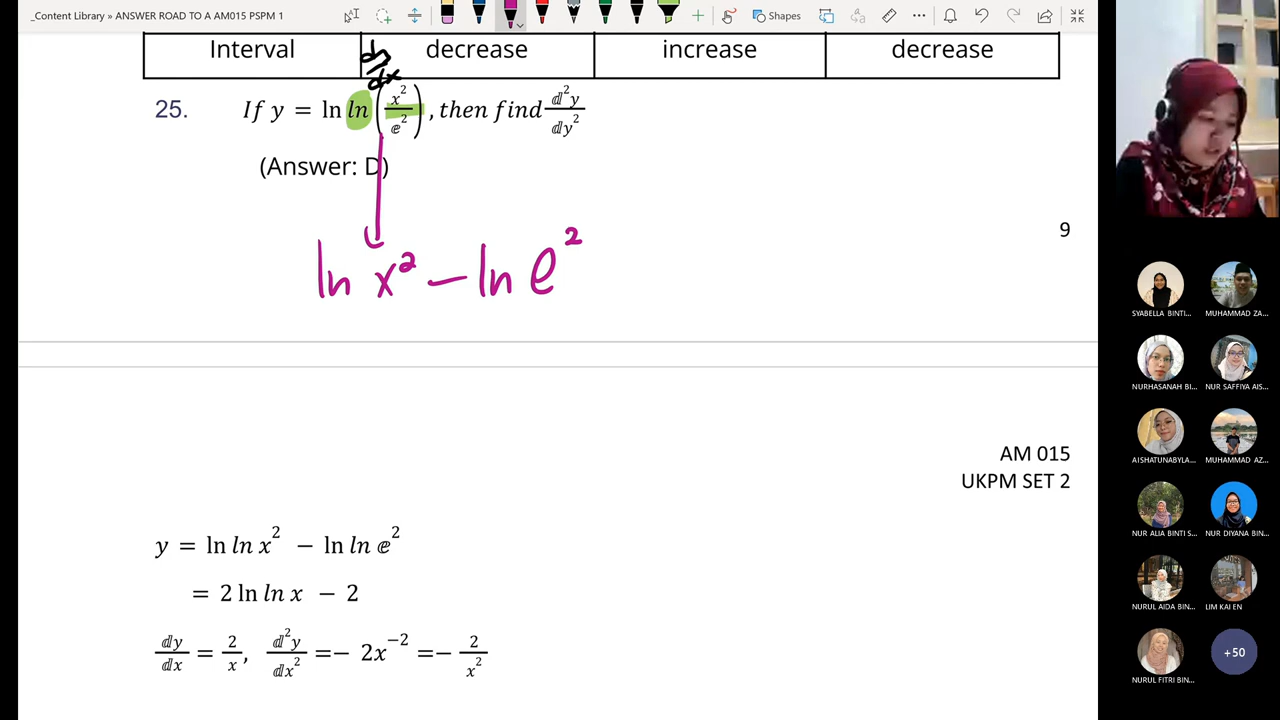 _Content Library » ANSWER ROAD TO A AM015 PSPM 1
Shapes
Interval decrease increase decrease
dy/dx
25. If y = ln ln (x²/e²), then find d²y/dy²
(Answer: D)
ln x² – ln e²
9
AM 015
UKPM SET 2
y = ln ln x² − ln ln e²
= 2 ln ln x − 2
dy/dx = 2/x, d²y/dx² =− 2x⁻² =− 2/x²
SYABELLA BINTI...
MUHAMMAD ZA...
NURHASANAH BI...
NUR SAFFIYA AIS...
AISHATUNABYLA...
MUHAMMAD AZ...
NUR ALIA BINTI S...
NUR DIYANA BIN...
NURUL AIDA BIN...
LIM KAI EN
NURUL FITRI BIN...
+50